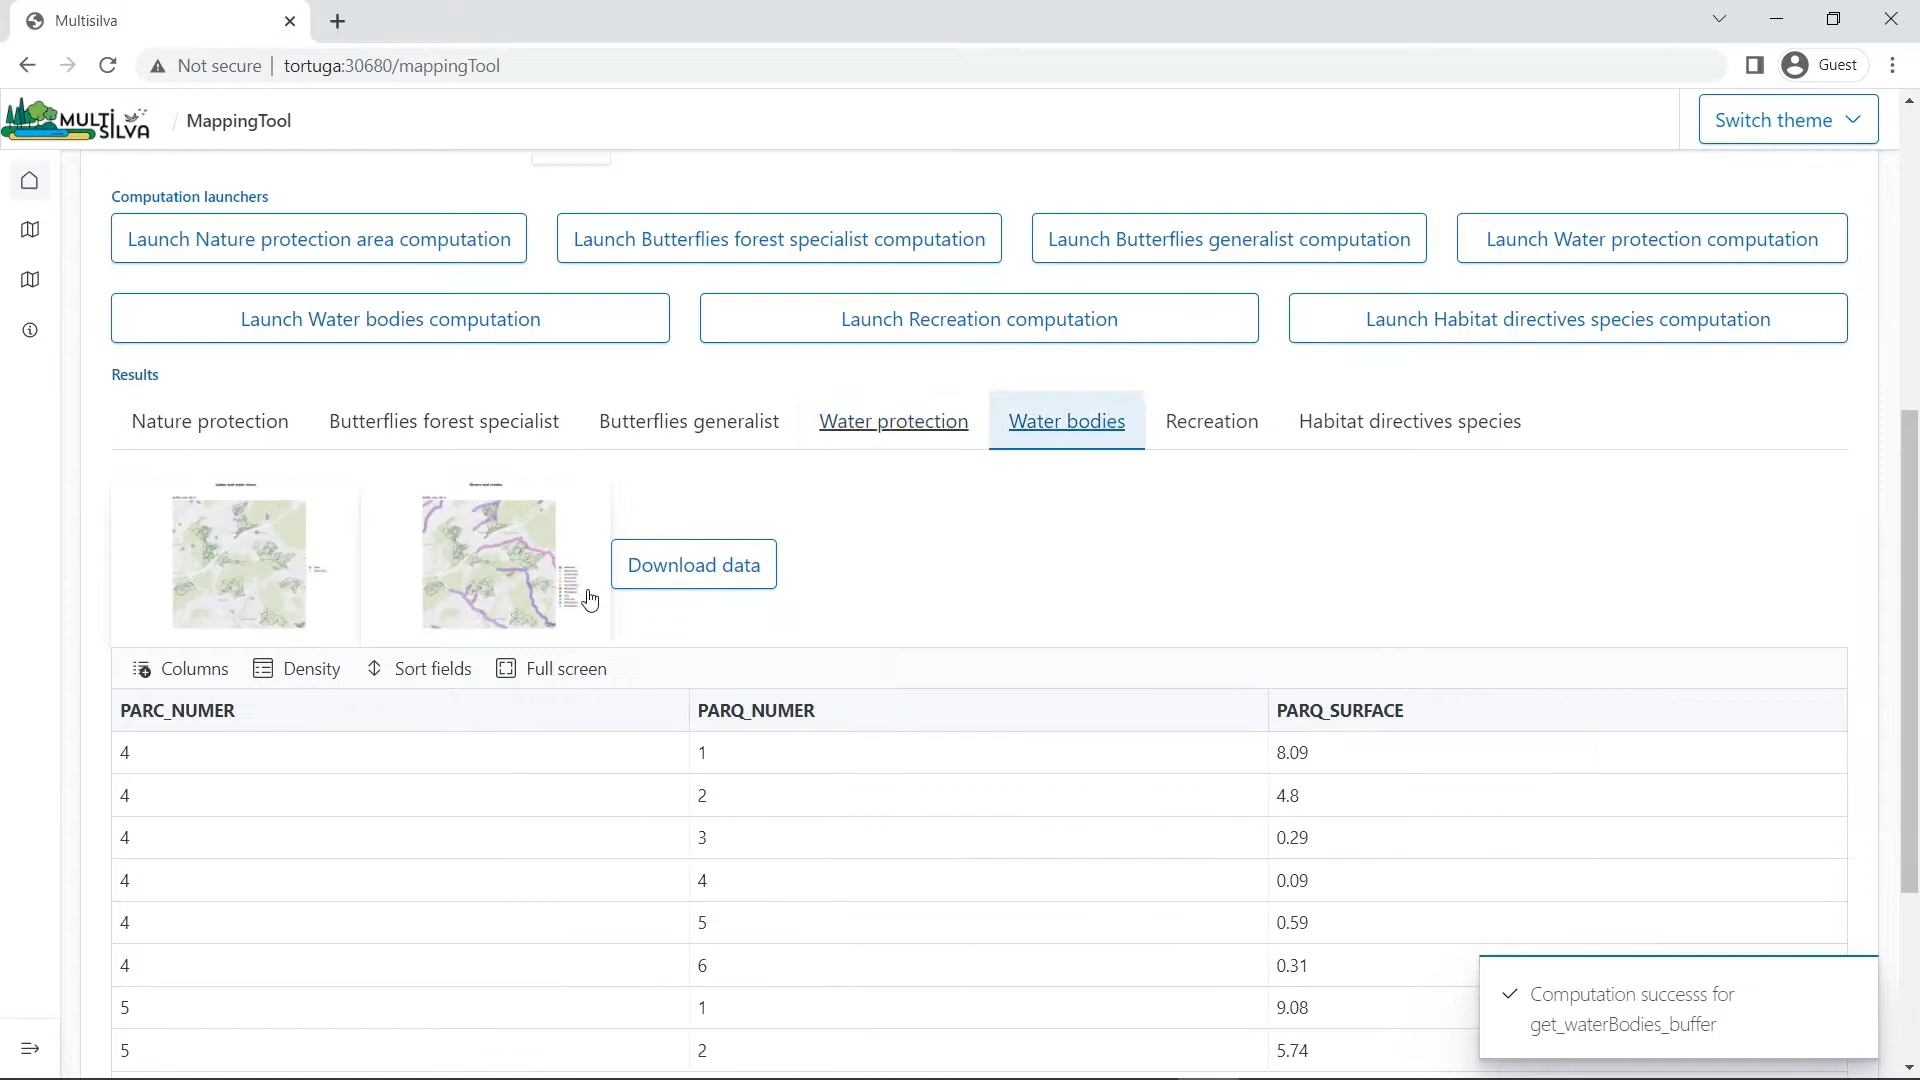 Multisilva
Not secure
tortuga:30680/mappingTool
Guest
MULTI SILVA
/ MappingTool
Switch theme
Computation launchers
Launch Nature protection area computation
Launch Butterflies forest specialist computation
Launch Butterflies generalist computation
Launch Water protection computation
Launch Water bodies computation
Launch Recreation computation
Launch Habitat directives species computation
Results
Nature protection
Butterflies forest specialist
Butterflies generalist
Water protection
Water bodies
Recreation
Habitat directives species
Download data
Columns
Density
Sort fields
Full screen
PARC_NUMER PARQ_NUMER PARQ_SURFACE
4 1 8.09
4 2 4.8
4 3 0.29
4 4 0.09
4 5 0.59
4 6 0.31
5 1 9.08
5 2 5.74
Computation successs for
get_waterBodies_buffer